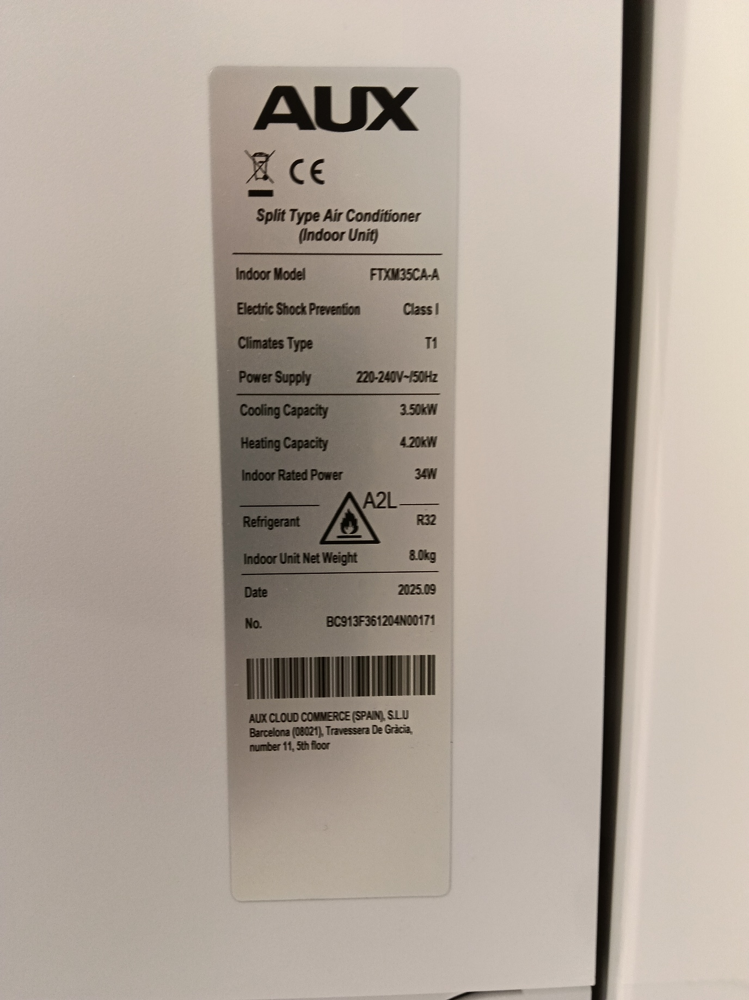 AUX
CE
Split Type Air Conditioner
(Indoor Unit)
Indoor Model FTXM35CA-A
Electric Shock Prevention Class I
Climates Type T1
Power Supply 220-240V~/50Hz
Cooling Capacity 3.50kW
Heating Capacity 4.20kW
Indoor Rated Power 34W
A2L
Refrigerant R32
Indoor Unit Net Weight 8.0kg
Date 2025.09
No. BC913F361204N00171
AUX CLOUD COMMERCE (SPAIN), S.L.U
Barcelona (08021), Travessera De Gràcia,
number 11, 5th floor